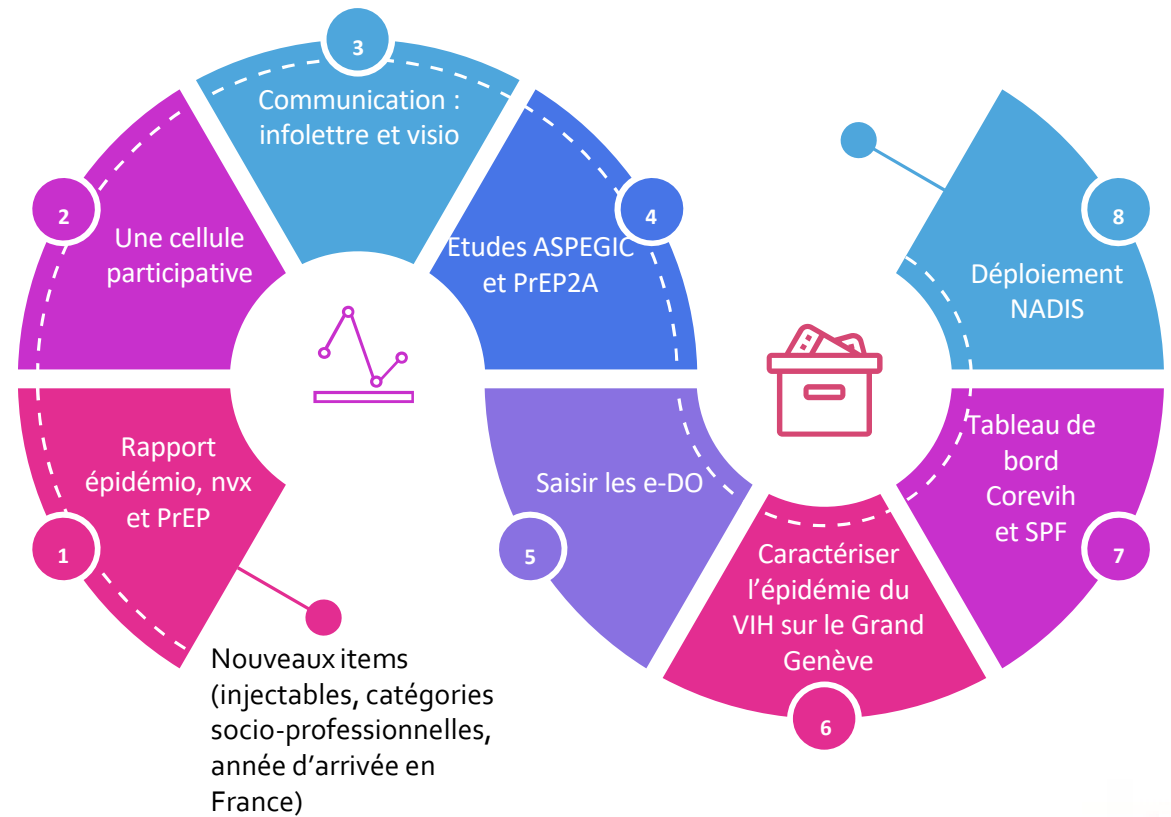 1
Rapport
épidémio, nvx
et PrEP
Nouveaux items
(injectables, catégories
socio-professionnelles,
année d’arrivée en
France)
2
Une cellule
participative
3
Communication :
infolettre et visio
4
Etudes ASPEGIC
et PrEP2A
5
Saisir les e-DO
6
Caractériser
l’épidémie du
VIH sur le Grand
Genève
7
Tableau de
bord
Corevih
et SPF
8
Déploiement
NADIS